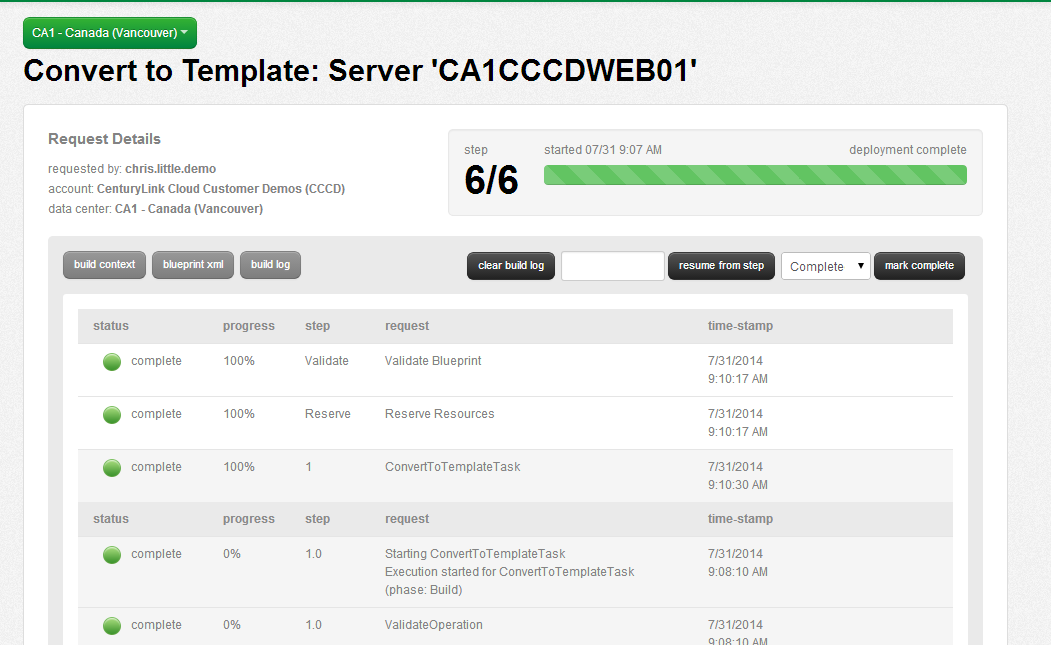 CA1 - Canada (Vancouver)
Convert to Template: Server 'CA1CCCDWEB01'
Request Details
requested by: chris.little.demo
account: CenturyLink Cloud Customer Demos (CCCD)
data center: CA1 - Canada (Vancouver)
step
6/6
started 07/31 9:07 AM
deployment complete
build context
blueprint xml
build log
clear build log
resume from step
Complete
mark complete
status progress step request time-stamp
complete 100% Validate Validate Blueprint 7/31/2014
9:10:17 AM
complete 100% Reserve Reserve Resources 7/31/2014
9:10:17 AM
complete 100% 1 ConvertToTemplateTask 7/31/2014
9:10:30 AM
status progress step request time-stamp
complete 0% 1.0 Starting ConvertToTemplateTask 7/31/2014
Execution started for ConvertToTemplateTask 9:08:10 AM
(phase: Build)
complete 0% 1.0 ValidateOperation 7/31/2014
9:08:10 AM